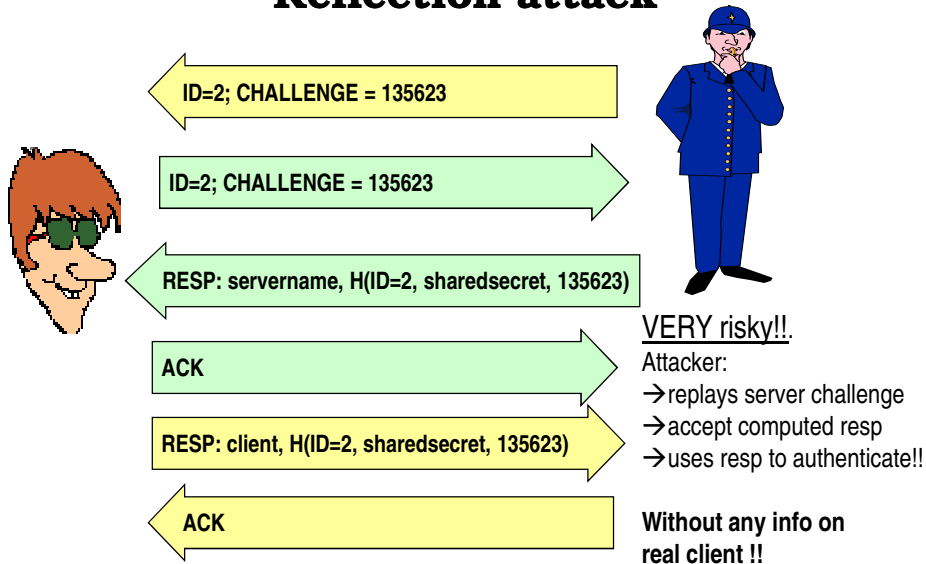 Reflection attack
ID=2; CHALLENGE = 135623
ID=2; CHALLENGE = 135623
RESP: servername, H(ID=2, sharedsecret, 135623)
ACK
RESP: client, H(ID=2, sharedsecret, 135623)
ACK
VERY risky!!.
Attacker:
→replays server challenge
→accept computed resp
→uses resp to authenticate!!
Without any info on
real client !!